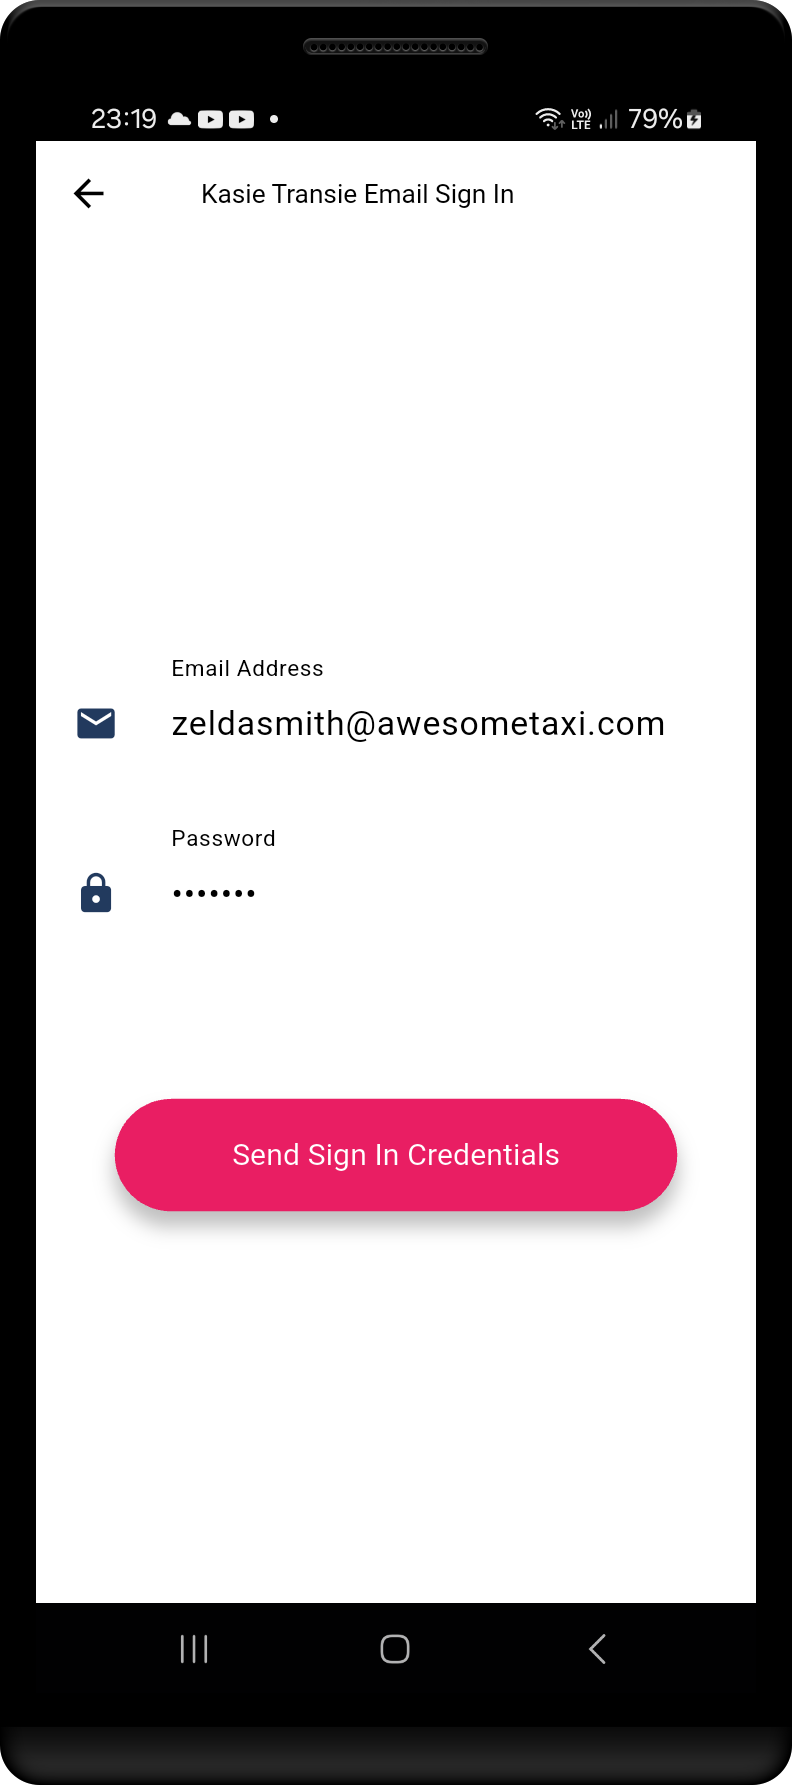 23:19 Vo)) LTE 79%
Kasie Transie Email Sign In
Email Address
zeldasmith@awesometaxi.com
Password
•••••••
Send Sign In Credentials